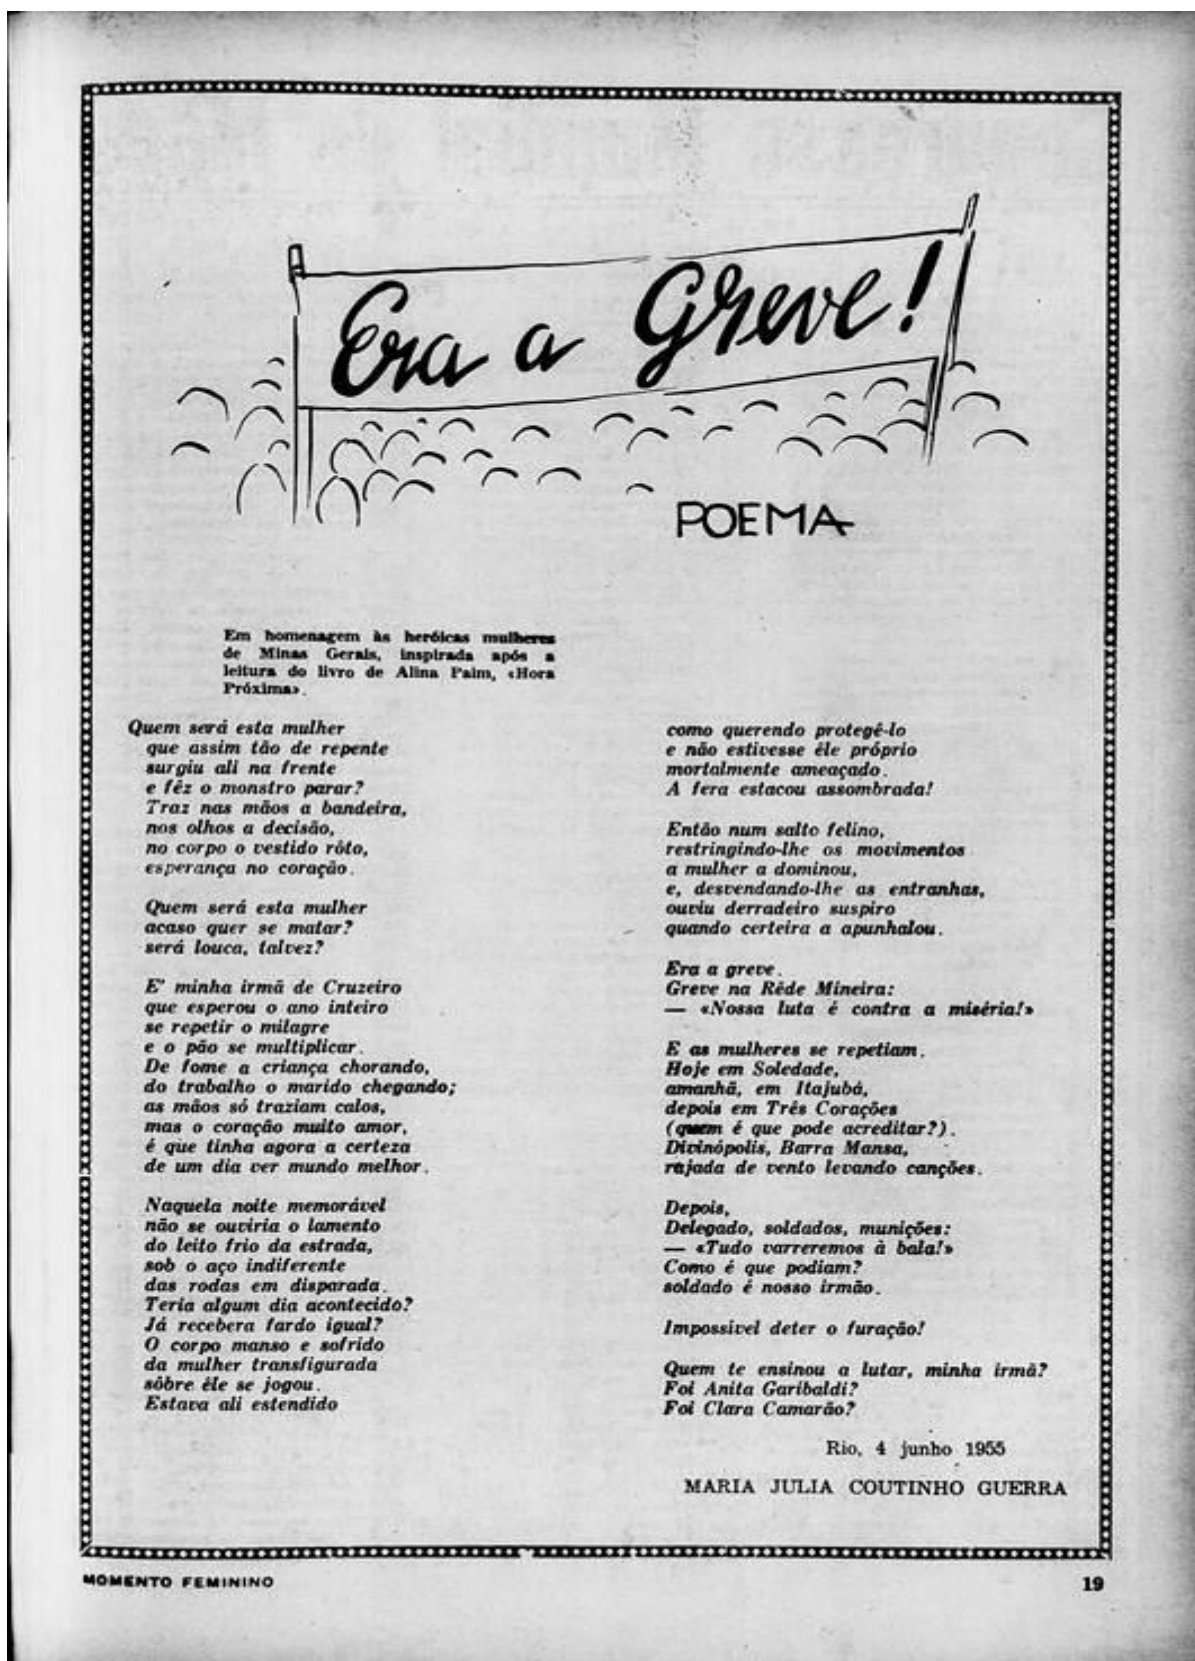 Era a Greve!
POEMA
Em homenagem às heróicas mulheres
de Minas Gerais, inspirada após a
leitura do livro de Alina Paim, «Hora
Próxima».
Quem será esta mulher
que assim tão de repente
surgiu ali na frente
e fêz o monstro parar?
Traz nas mãos a bandeira,
nos olhos a decisão,
no corpo o vestido rôto,
esperança no coração.
Quem será esta mulher
acaso quer se matar?
será louca, talvez?
E' minha irmã de Cruzeiro
que esperou o ano inteiro
se repetir o milagre
e o pão se multiplicar.
De fome a criança chorando,
do trabalho o marido chegando;
as mãos só traziam calos,
mas o coração muito amor,
é que tinha agora a certeza
de um dia ver mundo melhor.
Naquela noite memorável
não se ouviria o lamento
do leito frio da estrada,
sob o aço indiferente
das rodas em disparada.
Teria algum dia acontecido?
Já recebera fardo igual?
O corpo manso e sofrido
da mulher transfigurada
sôbre êle se jogou.
Estava ali estendido
como querendo protegê-lo
e não estivesse êle próprio
mortalmente ameaçado.
A fera estacou assombrada!
Então num salto felino,
restringindo-lhe os movimentos
a mulher a dominou,
e, desvendando-lhe as entranhas,
ouviu derradeiro suspiro
quando certeira a apunhalou.
Era a greve.
Greve na Rêde Mineira:
— «Nossa luta é contra a miséria!»
E as mulheres se repetiam.
Hoje em Soledade,
amanhã, em Itajubá,
depois em Três Corações
(quem é que pode acreditar?).
Divinópolis, Barra Mansa,
rajada de vento levando canções.
Depois,
Delegado, soldados, munições:
— «Tudo varreremos à bala!»
Como é que podiam?
soldado é nosso irmão.
Impossível deter o furação!
Quem te ensinou a lutar, minha irmã?
Foi Anita Garibaldi?
Foi Clara Camarão?
Rio, 4 junho 1955
MARIA JULIA COUTINHO GUERRA
MOMENTO FEMININO
19